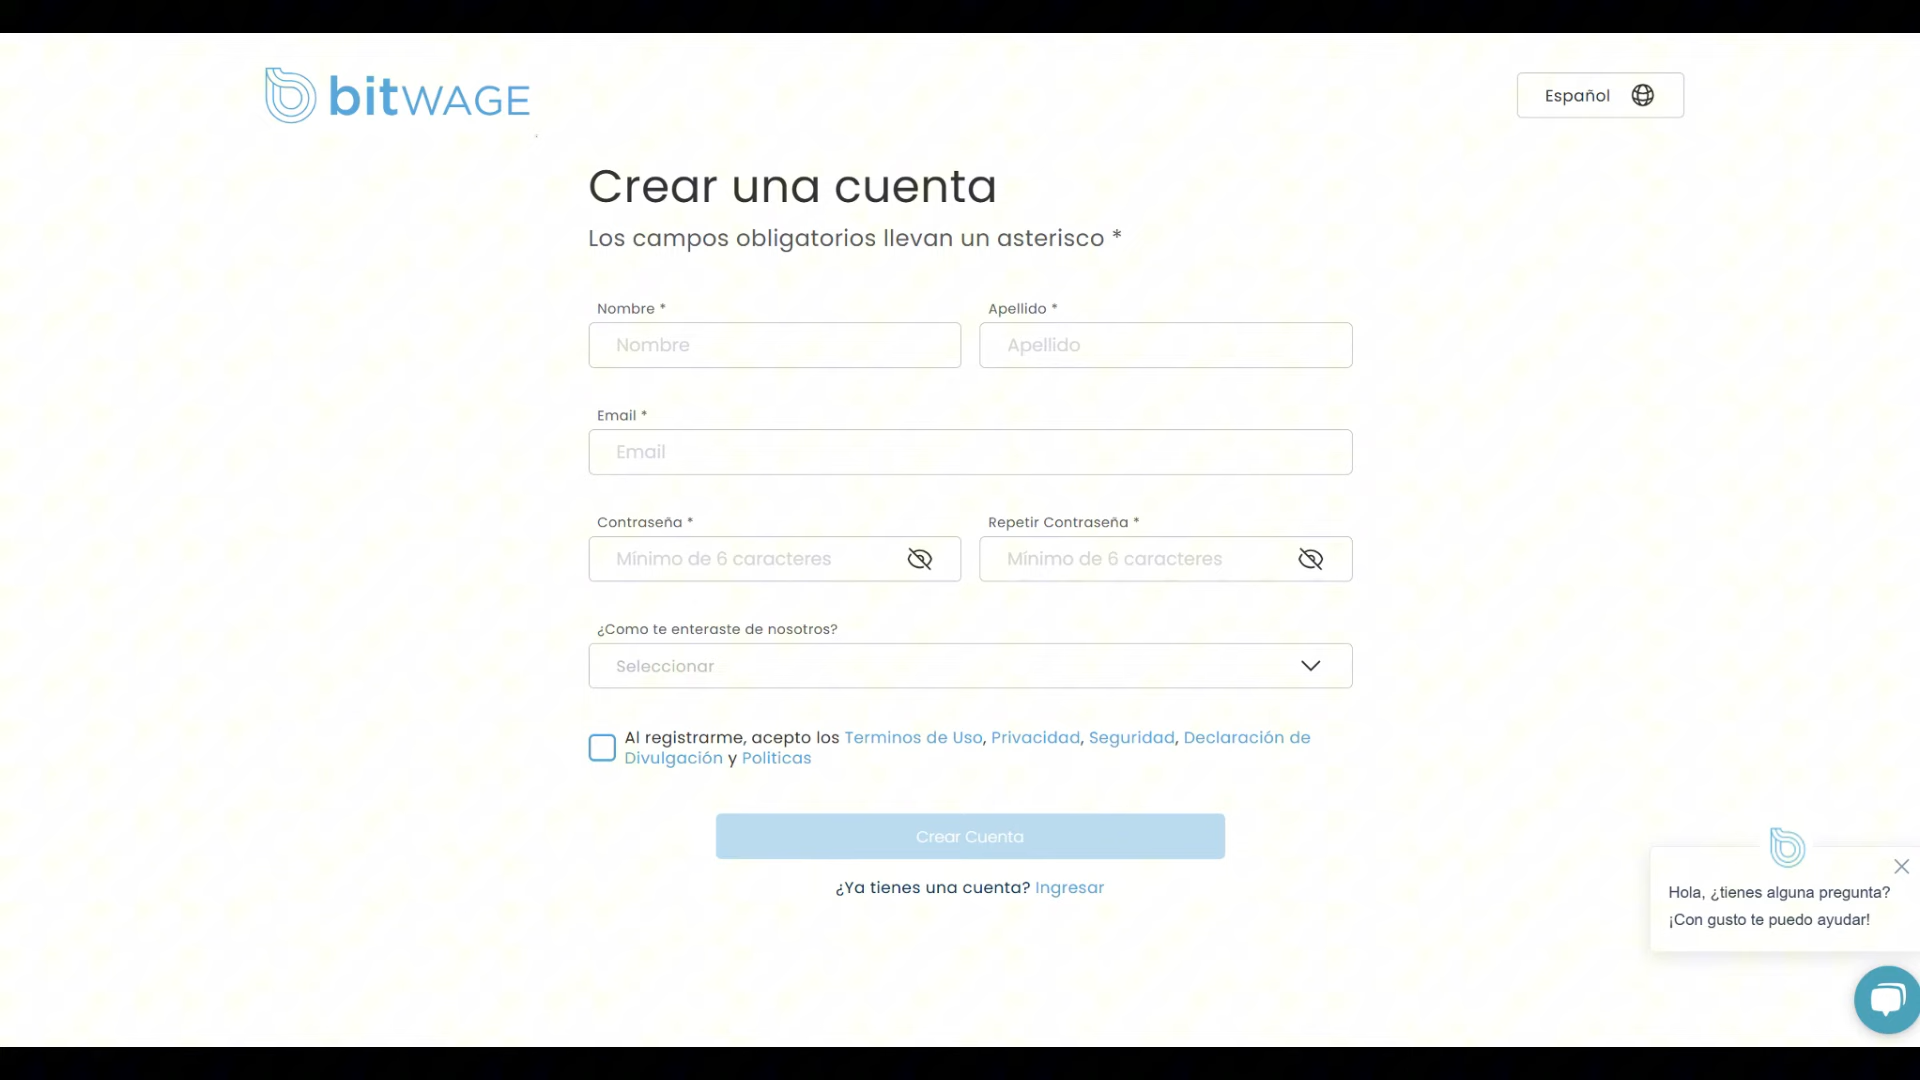 bitWAGE
Español
Crear una cuenta
Los campos obligatorios llevan un asterisco *
Nombre *
Apellido *
Nombre
Apellido
Email *
Email
Contraseña *
Repetir Contraseña *
Mínimo de 6 caracteres
Mínimo de 6 caracteres
¿Como te enteraste de nosotros?
Seleccionar
Al registrarme, acepto los Terminos de Uso, Privacidad, Seguridad, Declaración de
Divulgación y Politicas
Crear Cuenta
¿Ya tienes una cuenta? Ingresar
Hola, ¿tienes alguna pregunta?
¡Con gusto te puedo ayudar!